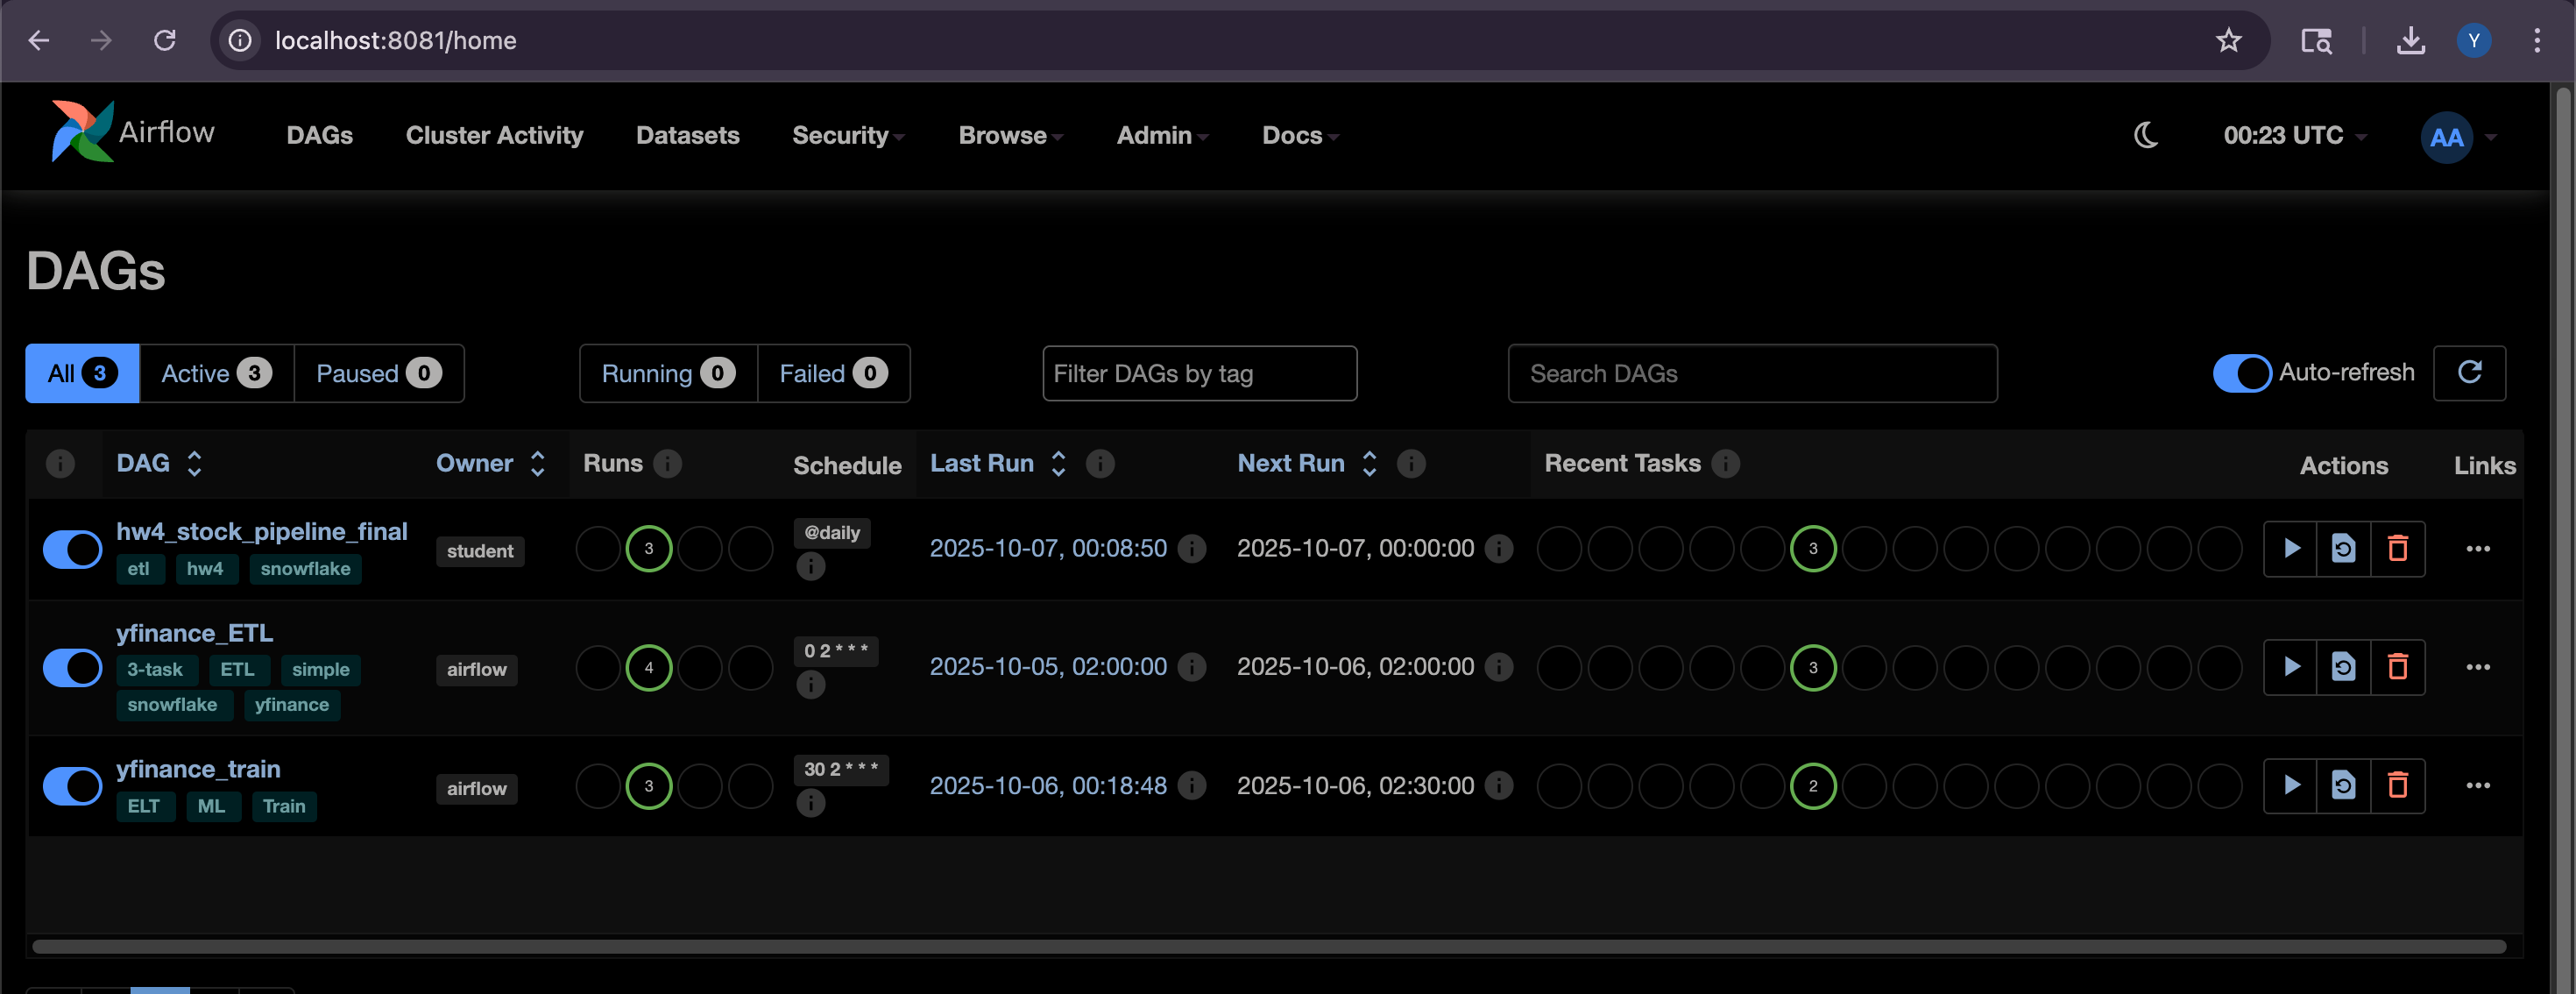 localhost:8081/home
Y
Airflow
DAGs Cluster Activity Datasets Security Browse Admin Docs 00:23 UTC AA
DAGs
All 3 Active 3 Paused 0 Running 0 Failed 0 Filter DAGs by tag Search DAGs Auto-refresh
DAG Owner Runs Schedule Last Run Next Run Recent Tasks Actions Links
hw4_stock_pipeline_final
etl hw4 snowflake
student
3
@daily
2025-10-07, 00:08:50
2025-10-07, 00:00:00
3
yfinance_ETL
3-task ETL simple
snowflake yfinance
airflow
4
0 2 * * *
2025-10-05, 02:00:00
2025-10-06, 02:00:00
3
yfinance_train
ELT ML Train
airflow
3
30 2 * * *
2025-10-06, 00:18:48
2025-10-06, 02:30:00
2